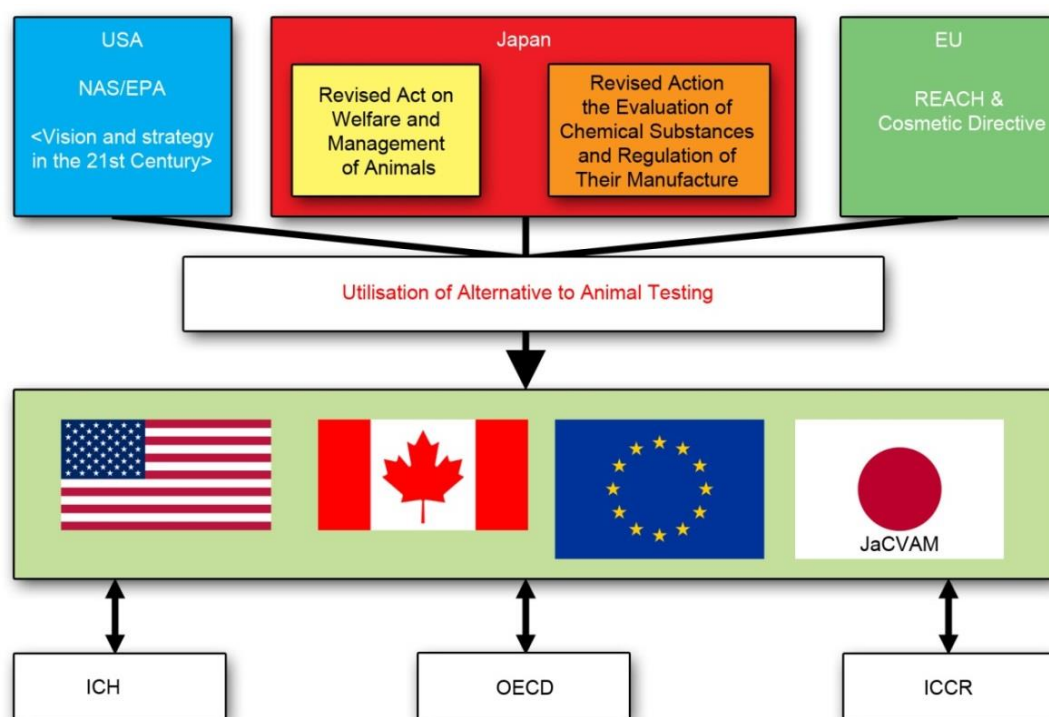 USA
NAS/EPA
<Vision and strategy
in the 21st Century>
Japan
Revised Act on
Welfare and
Management
of Animals
Revised Action
the Evaluation of
Chemical Substances
and Regulation of
Their Manufacture
EU
REACH &
Cosmetic Directive
Utilisation of Alternative to Animal Testing
JaCVAM
ICH
OECD
ICCR